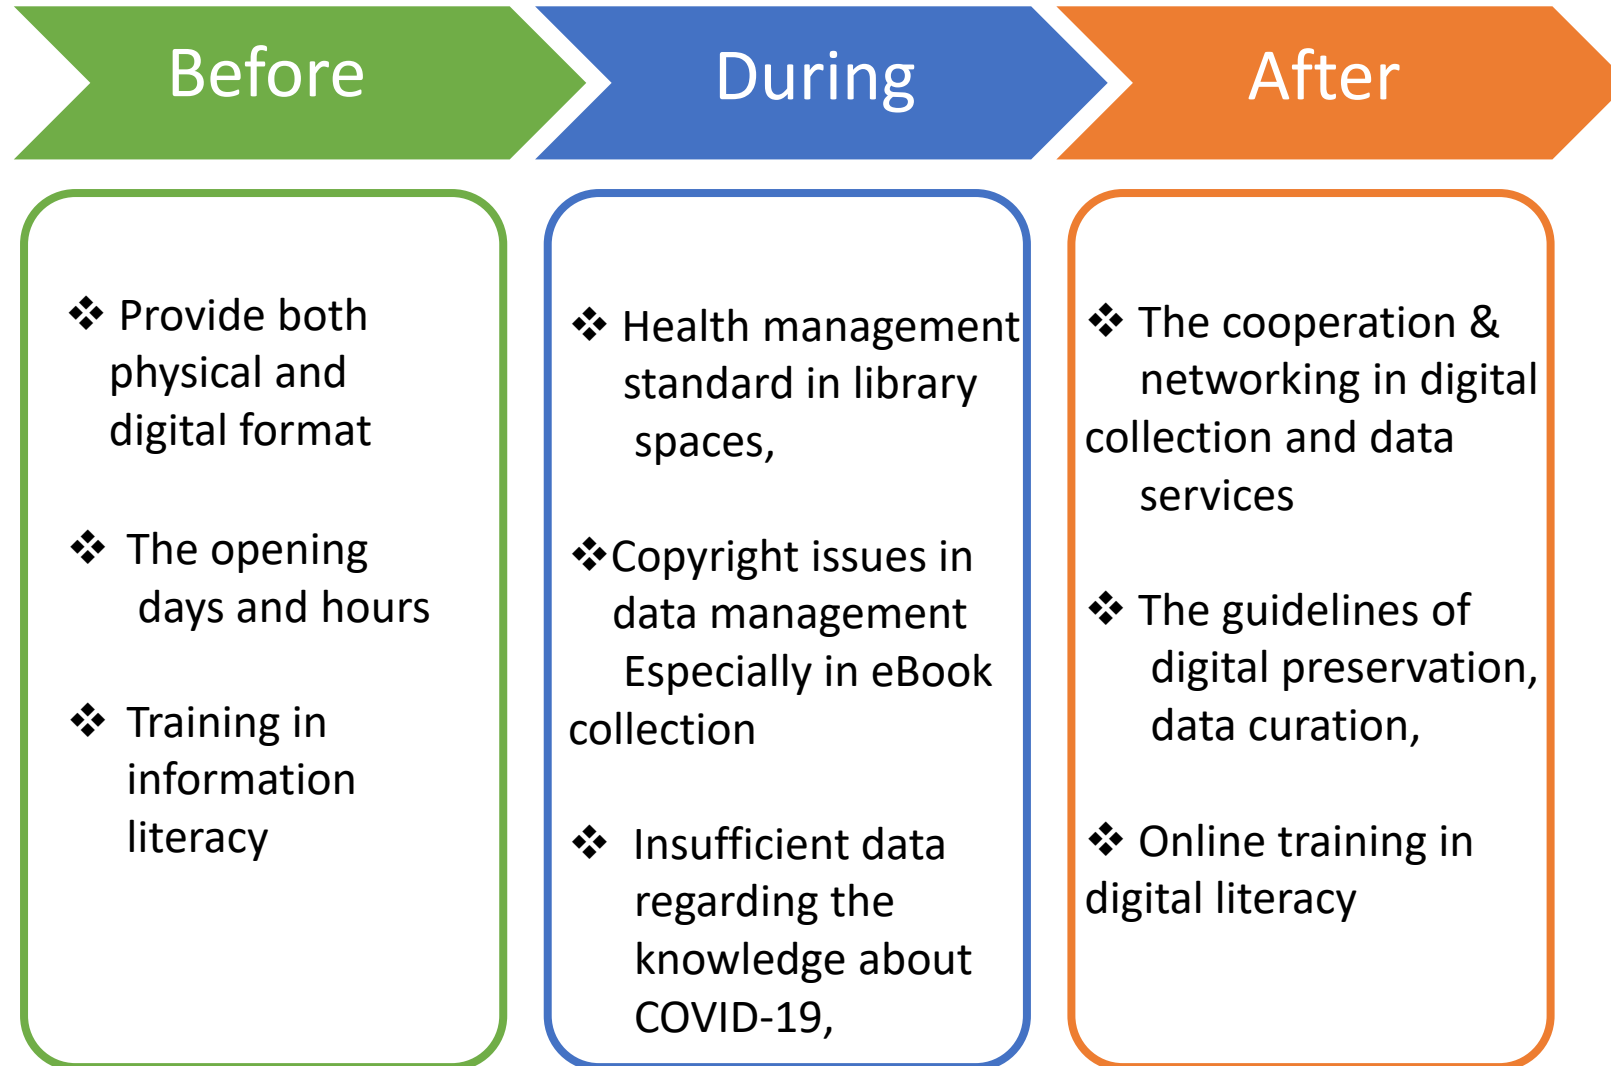 Before
During
After
❖ Provide both
physical and
digital format
❖ The opening
days and hours
❖ Training in
information
literacy
❖ Health management
standard in library
spaces,
❖Copyright issues in
data management
Especially in eBook
collection
❖ Insufficient data
regarding the
knowledge about
COVID-19,
❖ The cooperation &
networking in digital
collection and data
services
❖ The guidelines of
digital preservation,
data curation,
❖ Online training in
digital literacy